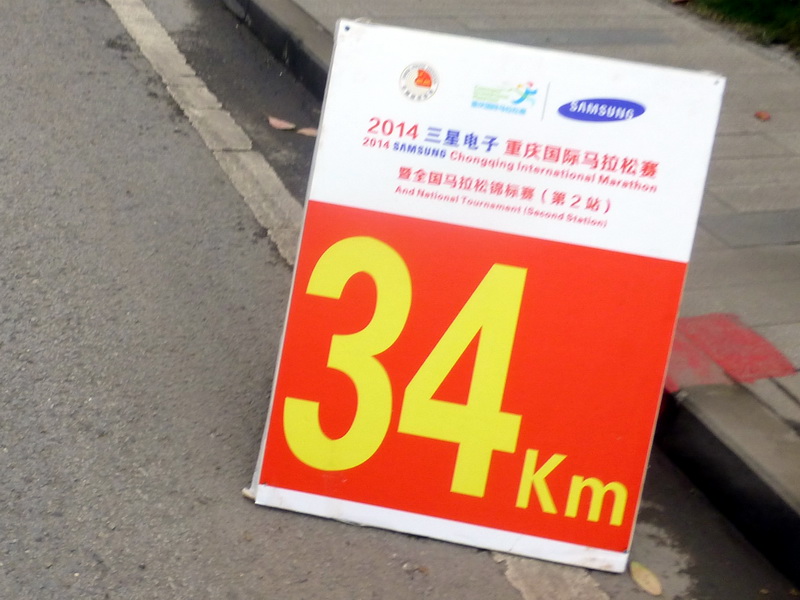 SAMSUNG
2014 三星电子 重庆国际马拉松赛
2014 SAMSUNG Chongqing International Marathon
暨全国马拉松锦标赛（第2站）
And National Tournament (Second Station)
34 Km